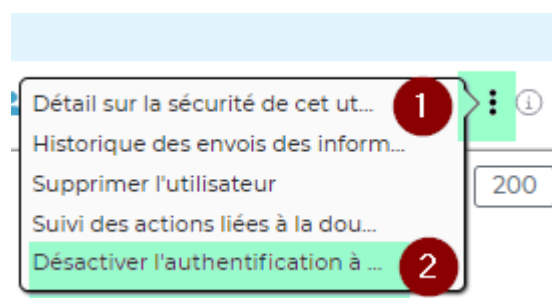 Détail sur la sécurité de cet ut... 1
Historique des envois des inform...
Supprimer l'utilisateur
200
Suivi des actions liées à la dou...
Désactiver l'authentification à ... 2